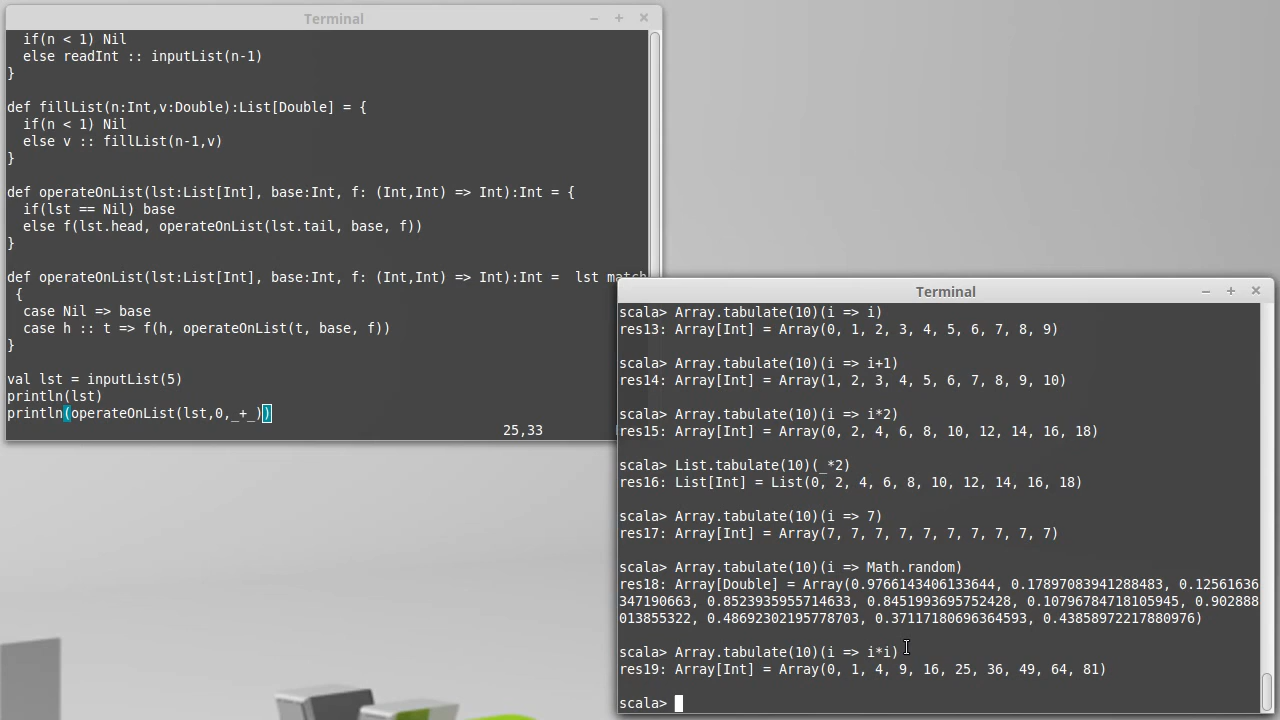 Terminal
if(n < 1) Nil
else readInt :: inputList(n-1)
}
def fillList(n:Int,v:Double):List[Double] = {
if(n < 1) Nil
else v :: fillList(n-1,v)
}
def operateOnList(lst:List[Int], base:Int, f: (Int,Int) => Int):Int = {
if(lst == Nil) base
else f(lst.head, operateOnList(lst.tail, base, f))
}
def operateOnList(lst:List[Int], base:Int, f: (Int,Int) => Int):Int =  lst match
{
case Nil => base
case h :: t => f(h, operateOnList(t, base, f))
}
val lst = inputList(5)
println(lst)
println(operateOnList(lst,0,_+_))
25,33
Terminal
scala> Array.tabulate(10)(i => i)
res13: Array[Int] = Array(0, 1, 2, 3, 4, 5, 6, 7, 8, 9)
scala> Array.tabulate(10)(i => i+1)
res14: Array[Int] = Array(1, 2, 3, 4, 5, 6, 7, 8, 9, 10)
scala> Array.tabulate(10)(i => i*2)
res15: Array[Int] = Array(0, 2, 4, 6, 8, 10, 12, 14, 16, 18)
scala> List.tabulate(10)(_*2)
res16: List[Int] = List(0, 2, 4, 6, 8, 10, 12, 14, 16, 18)
scala> Array.tabulate(10)(i => 7)
res17: Array[Int] = Array(7, 7, 7, 7, 7, 7, 7, 7, 7, 7)
scala> Array.tabulate(10)(i => Math.random)
res18: Array[Double] = Array(0.9766143406133644, 0.17897083941288483, 0.12561636
347190663, 0.8523935955714633, 0.8451993695752428, 0.10796784718105945, 0.902888
013855322, 0.48692302195778703, 0.37117180696364593, 0.43858972217880976)
scala> Array.tabulate(10)(i => i*i)
res19: Array[Int] = Array(0, 1, 4, 9, 16, 25, 36, 49, 64, 81)
scala>